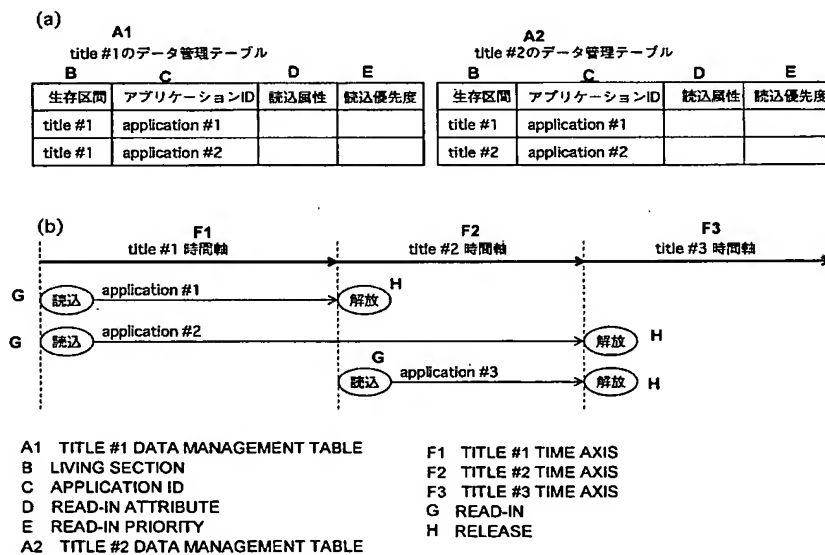 (a)
A1
title #1のデータ管理テーブル
B C D E
生存区間 アプリケーションID 読込属性 読込優先度
title #1 application #1
title #1 application #2
A2
title #2のデータ管理テーブル
B C D E
生存区間 アプリケーションID 読込属性 読込優先度
title #1 application #1
title #2 application #2
(b)
F1 F2 F3
title #1 時間軸 title #2 時間軸 title #3 時間軸
G 読込 application #1 解放 H
G 読込 application #2 解放 H
G
読込 application #3 解放 H
A1 TITLE #1 DATA MANAGEMENT TABLE
B LIVING SECTION
C APPLICATION ID
D READ-IN ATTRIBUTE
E READ-IN PRIORITY
A2 TITLE #2 DATA MANAGEMENT TABLE
F1 TITLE #1 TIME AXIS
F2 TITLE #2 TIME AXIS
F3 TITLE #3 TIME AXIS
G READ-IN
H RELEASE